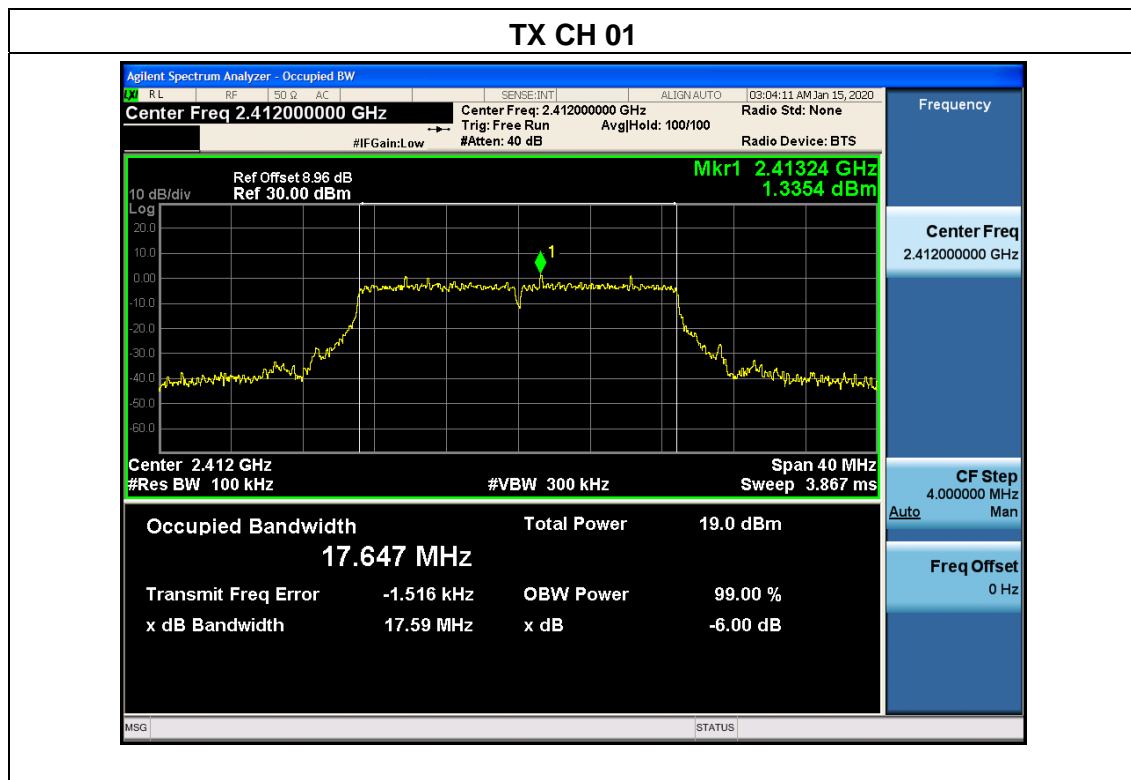 TX CH 01
Agilent Spectrum Analyzer - Occupied BW
LXI RL RF 50 Ω AC SENSE:INT ALIGN AUTO 03:04:11 AM Jan 15, 2020
Center Freq 2.412000000 GHz
Center Freq: 2.412000000 GHz Radio Std: None
Trig: Free Run Avg|Hold: 100/100
#IFGain:Low #Atten: 40 dB Radio Device: BTS
Mkr1 2.41324 GHz
1.3354 dBm
Ref Offset 8.96 dB
10 dB/div Ref 30.00 dBm
Log
20.0
10.0
0.00
-10.0
-20.0
-30.0
-40.0
-50.0
-60.0
1
Center 2.412 GHz Span 40 MHz
#Res BW 100 kHz #VBW 300 kHz Sweep 3.867 ms
Occupied Bandwidth Total Power 19.0 dBm
17.647 MHz
Transmit Freq Error -1.516 kHz OBW Power 99.00 %
x dB Bandwidth 17.59 MHz x dB -6.00 dB
Frequency
Center Freq
2.412000000 GHz
CF Step
4.000000 MHz
Auto Man
Freq Offset
0 Hz
MSG STATUS